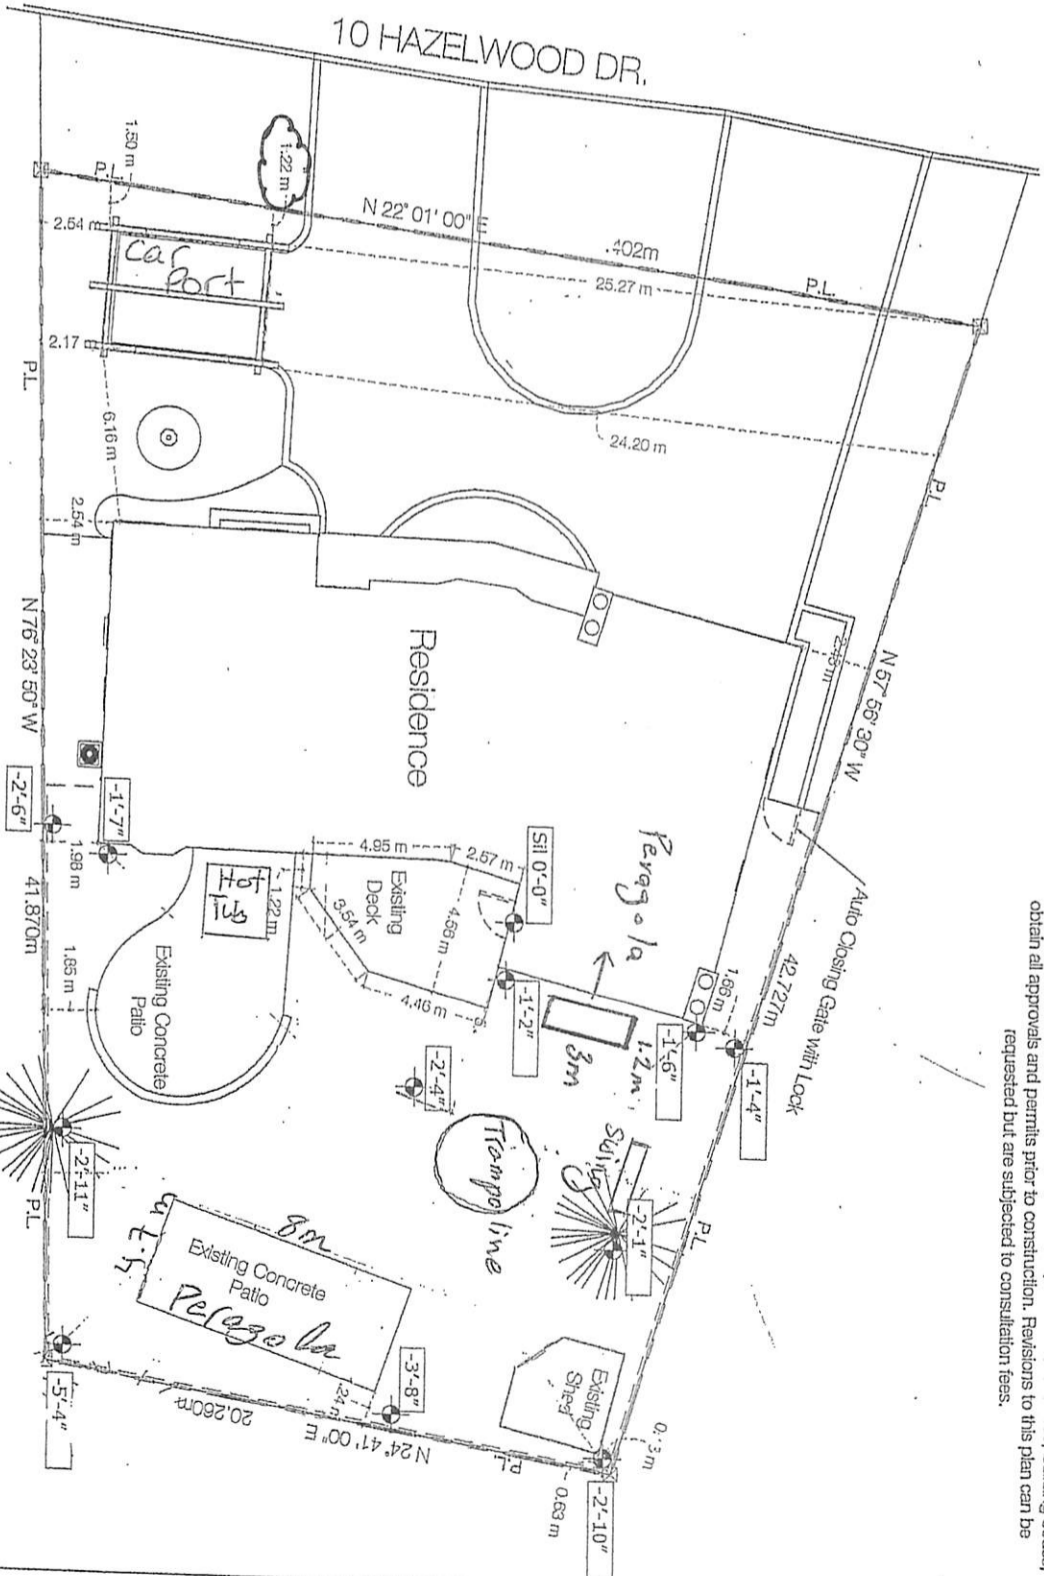 obtain all approvals and permits prior to construction. Revisions to this plan can be
requested but are subjected to consultation fees.
10 HAZELWOOD DR.
1.50 m
P.L.
1.22 m
N 22° 01' 00" E
.402m
25.27 m
P.L.
2.54 m
Car
Port
2.17
P.L.
6.16 m
24.20 m
P.L.
2.54 m
N 76° 23' 50" W
Residence
N 57° 56' 30" W
Auto Closing Gate with Lock
42.727m
-2'-6"
-1'-7"
1.98 m
41.870m
1.85 m
Hot
Tub
1.22 m
4.95 m
2.57 m
Existing
Deck
3.54 m
4.56 m
4.46 m
Sil 0'-0"
Peragola
1.86 m
-1'-2"
3m
1.2m
-1'-6"
-1'-4"
Existing Concrete
Patio
-2'-4"
Trampoline
Swing
-2'-1"
P.L.
-2'-11"
P.L.
8m
Existing Concrete
Patio
Peragola
-3'-8"
Existing
Shed
-5'-4"
20.260m
N 24° 41' 00" E
P.L.
0.63 m
-2'-10"